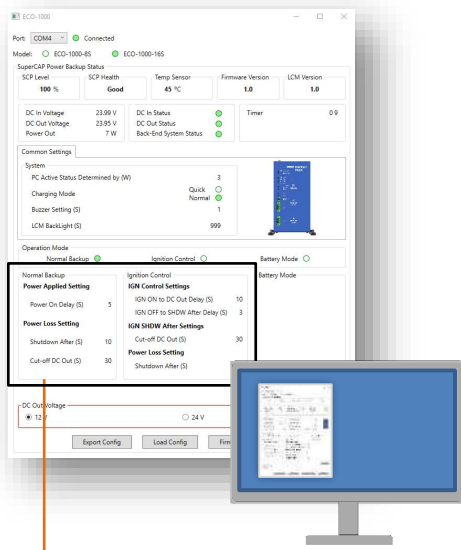 ECO-1000
Port: COM4 Connected
Model: ECO-1000-8S ECO-1000-16S
SuperCAP Power Backup Status
SCP Level SCP Health Temp Sensor Firmware Version LCM Version
100 % Good 45 ℃ 1.0 1.0
DC In Voltage 23.99 V DC In Status Timer 0 9
DC Out Voltage 23.95 V DC Out Status
Power Out 7 W Back-End System Status
Common Settings
System
PC Active Status Determined by (W) 3
Charging Mode Quick
Normal
Buzzer Setting (S) 1
LCM BackLight (S) 999
Operation Mode
Normal Backup Ignition Control Battery Mode
Normal Backup Ignition Control Battery Mode
Power Applied Setting IGN Control Settings
Power On Delay (S) 5 IGN ON to DC Out Delay (S) 10
IGN OFF to SHDW After Delay (S) 3
Power Loss Setting IGN SHDW After Settings
Shutdown After (S) 10 Cut-off DC Out (S) 30
Cut-off DC Out (S) 30 Power Loss Setting
Shutdown After (S)
DC Out Voltage
12 V 24 V
Export Config Load Config Firm